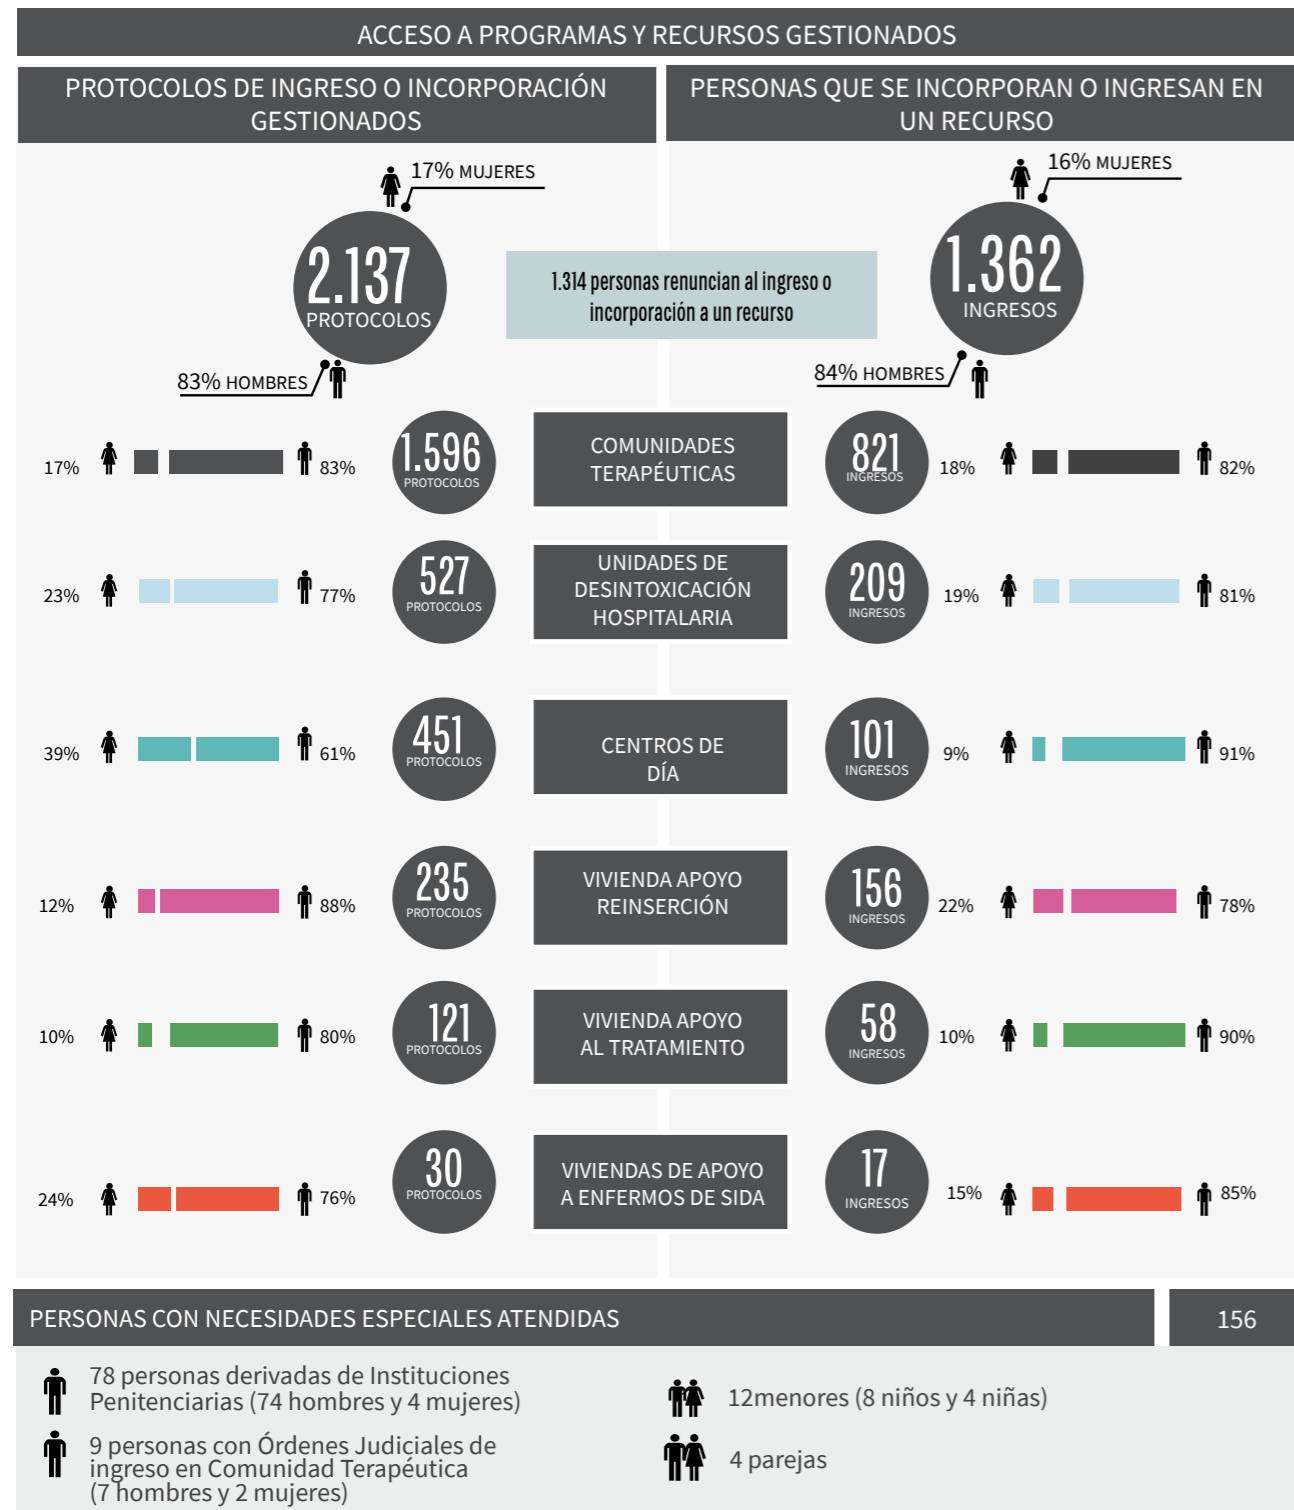 ACCESO A PROGRAMAS Y RECURSOS GESTIONADOS
PROTOCOLOS DE INGRESO O INCORPORACIÓN
GESTIONADOS
PERSONAS QUE SE INCORPORAN O INGRESAN EN
UN RECURSO
17% MUJERES
2.137
PROTOCOLOS
83% HOMBRES
1.314 personas renuncian al ingreso o
incorporación a un recurso
16% MUJERES
1.362
INGRESOS
84% HOMBRES
17%
83%
1.596
PROTOCOLOS
COMUNIDADES
TERAPÉUTICAS
821
INGRESOS
18%
82%
23%
77%
527
PROTOCOLOS
UNIDADES DE
DESINTOXICACIÓN
HOSPITALARIA
209
INGRESOS
19%
81%
39%
61%
451
PROTOCOLOS
CENTROS DE
DÍA
101
INGRESOS
9%
91%
12%
88%
235
PROTOCOLOS
VIVIENDA APOYO
REINSERCIÓN
156
INGRESOS
22%
78%
10%
80%
121
PROTOCOLOS
VIVIENDA APOYO
AL TRATAMIENTO
58
INGRESOS
10%
90%
24%
76%
30
PROTOCOLOS
VIVIENDAS DE APOYO
A ENFERMOS DE SIDA
17
INGRESOS
15%
85%
PERSONAS CON NECESIDADES ESPECIALES ATENDIDAS
156
78 personas derivadas de Instituciones
Penitenciarias (74 hombres y 4 mujeres)
9 personas con Órdenes Judiciales de
ingreso en Comunidad Terapéutica
(7 hombres y 2 mujeres)
12menores (8 niños y 4 niñas)
4 parejas